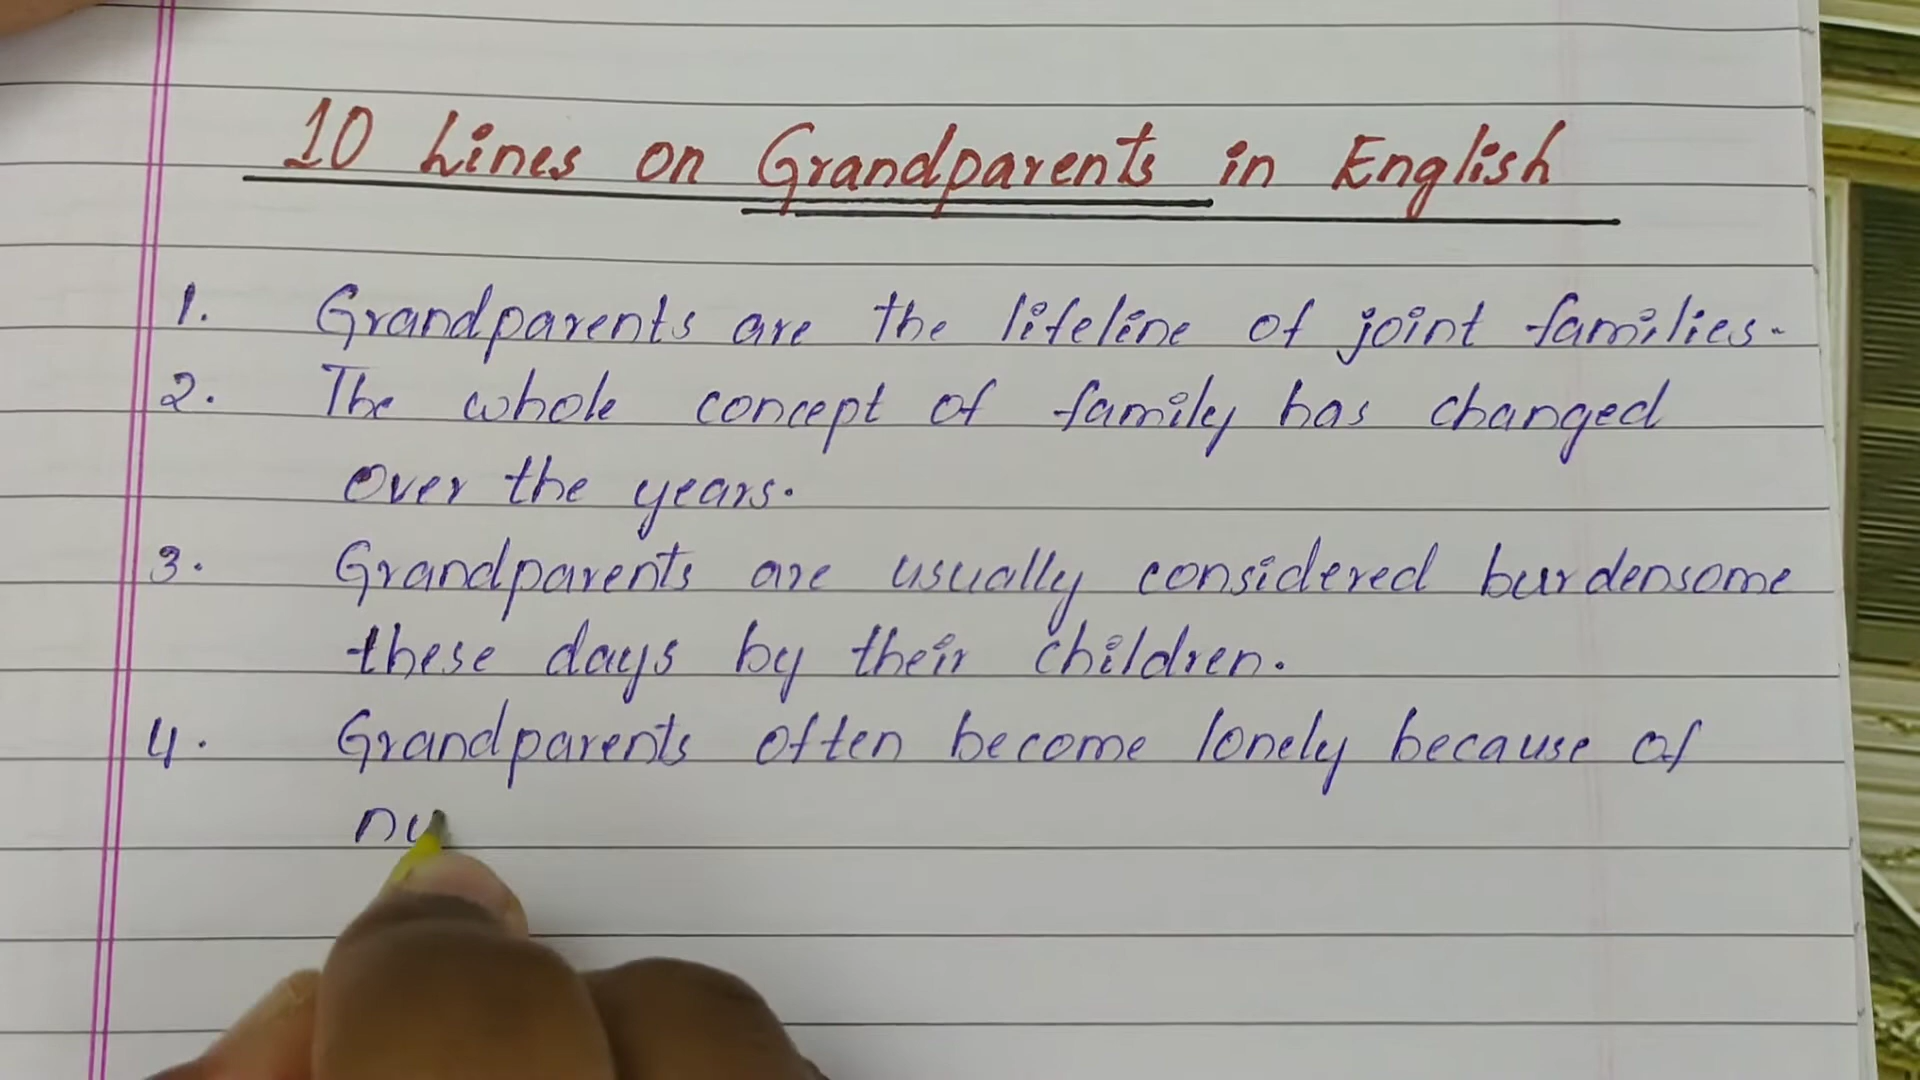 10 Lines on Grandparents in English
1. Grandparents are the lifeline of joint families.
2. The whole concept of family has changed
over the years.
3. Grandparents are usually considered burdensome
these days by their children.
4. Grandparents often become lonely because of
nu